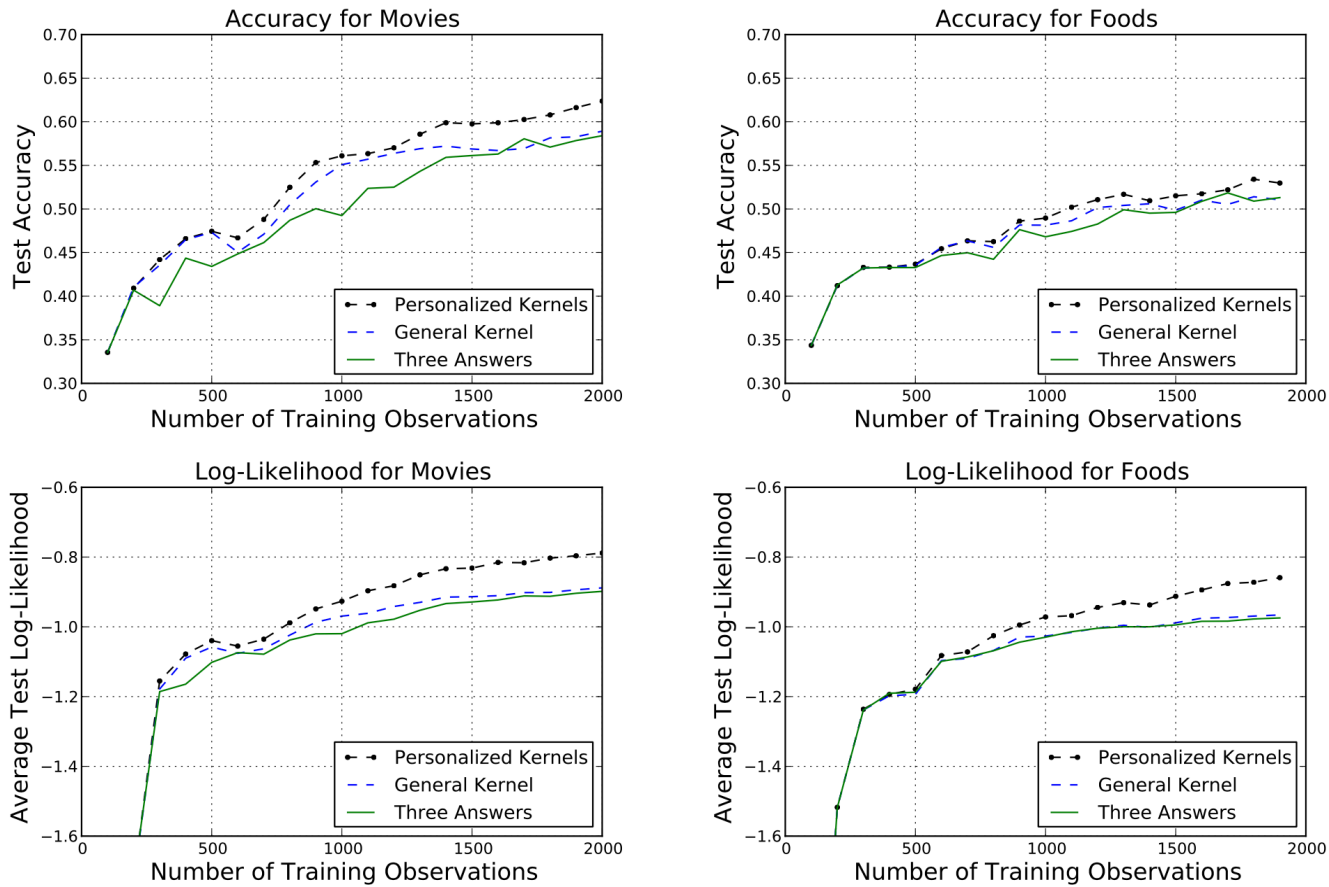 Accuracy for Movies
0.70
0.65
0.60
0.55
0.50
0.45
0.40
0.35
0.30
Test Accuracy
Personalized Kernels
General Kernel
Three Answers
0 500 1000 1500 2000
Number of Training Observations
Accuracy for Foods
0.70
0.65
0.60
0.55
0.50
0.45
0.40
0.35
0.30
Test Accuracy
Personalized Kernels
General Kernel
Three Answers
0 500 1000 1500 2000
Number of Training Observations
Log-Likelihood for Movies
−0.6
−0.8
−1.0
−1.2
−1.4
−1.6
Average Test Log-Likelihood
Personalized Kernels
General Kernel
Three Answers
0 500 1000 1500 2000
Number of Training Observations
Log-Likelihood for Foods
−0.6
−0.8
−1.0
−1.2
−1.4
−1.6
Average Test Log-Likelihood
Personalized Kernels
General Kernel
Three Answers
0 500 1000 1500 2000
Number of Training Observations